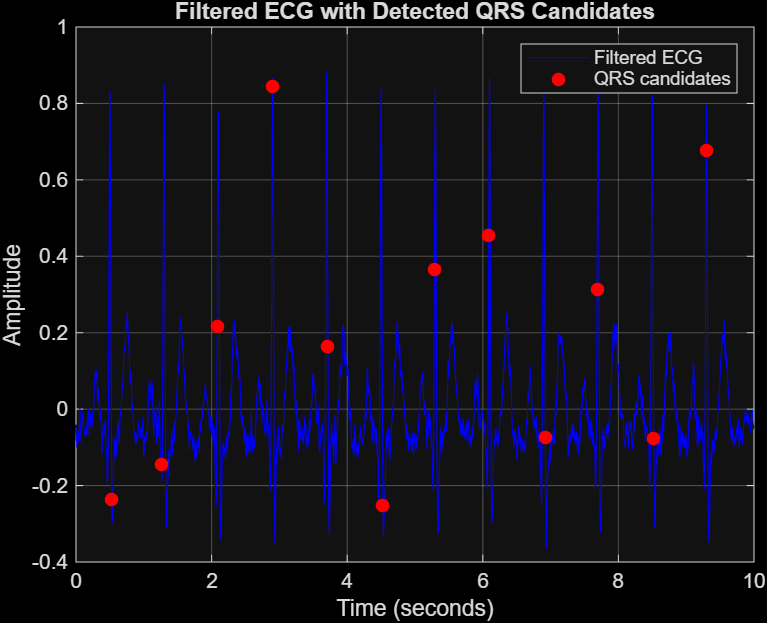 Filtered ECG with Detected QRS Candidates
1
Filtered ECG
QRS candidates
0.8
0.6
0.4
Amplitude
0.2
0
-0.2
-0.4
0 2 4 6 8 10
Time (seconds)